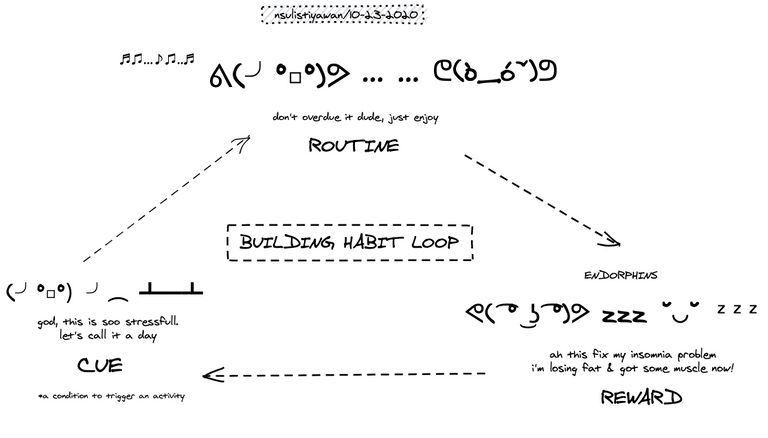 nsulistiyawan/10-23-2020
♬♫...♪♫...♬
ᕕ(╯°□°)ᕗ ... ... ᕦ(ò_óˇ)ᕤ
don't overdue it dude, just enjoy
ROUTINE
BUILDING HABIT LOOP
(╯°□°)╯︵ ┻━┻
god, this is soo stressfull.
let's call it a day
CUE
*a condition to trigger an activity
ENDORPHINS
ᕙ( ͡° ͜ʖ ͡°)ᕗ zzz ˘◡˘ z z z
ah this fix my insomnia problem
i'm losing fat & got some muscle now!
REWARD